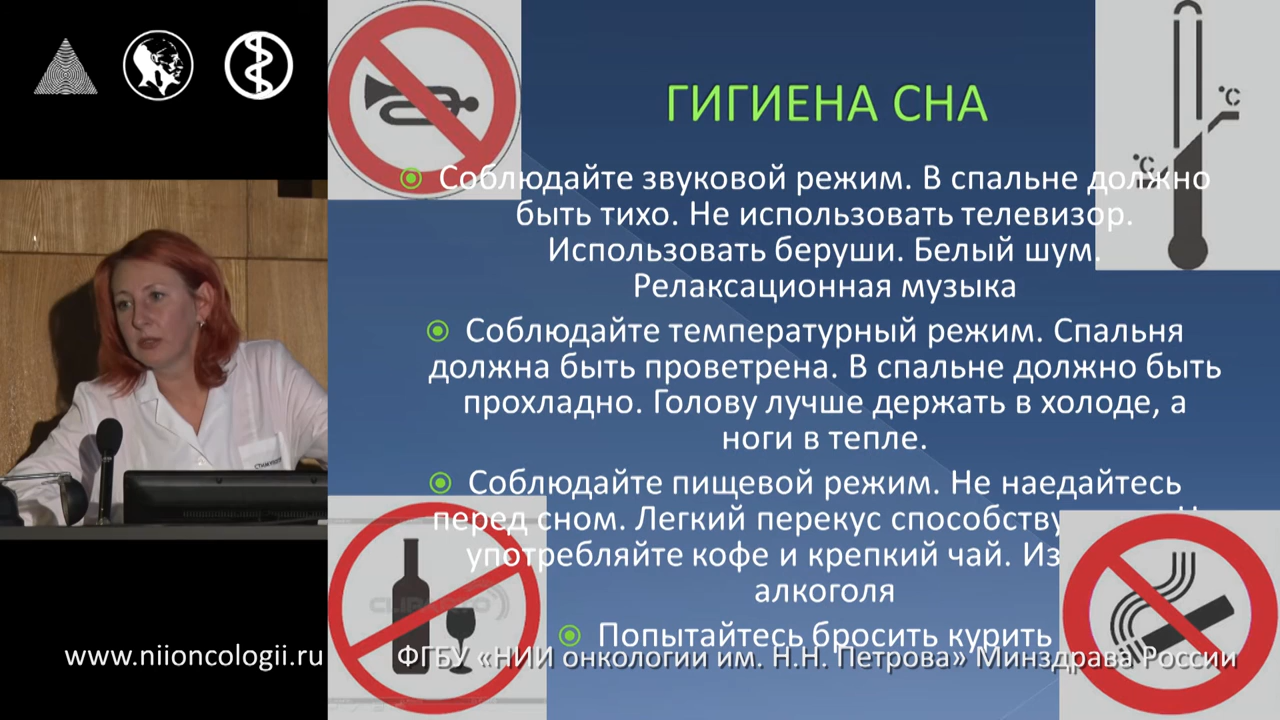 ГИГИЕНА СНА
°C
°C
Соблюдайте звуковой режим. В спальне должно
быть тихо. Не использовать телевизор.
Использовать беруши. Белый шум.
Релаксационная музыка
Соблюдайте температурный режим. Спальня
должна быть проветрена. В спальне должно быть
прохладно. Голову лучше держать в холоде, а
ноги в тепле.
Соблюдайте пищевой режим. Не наедайтесь
перед сном. Легкий перекус
употребляйте кофе и крепкий чай.
алкоголя
Попытайтесь бросить курить
www.niioncologii.ru
ФГБУ «НИИ онкологии им. Н.Н. Петрова» Минздрава России